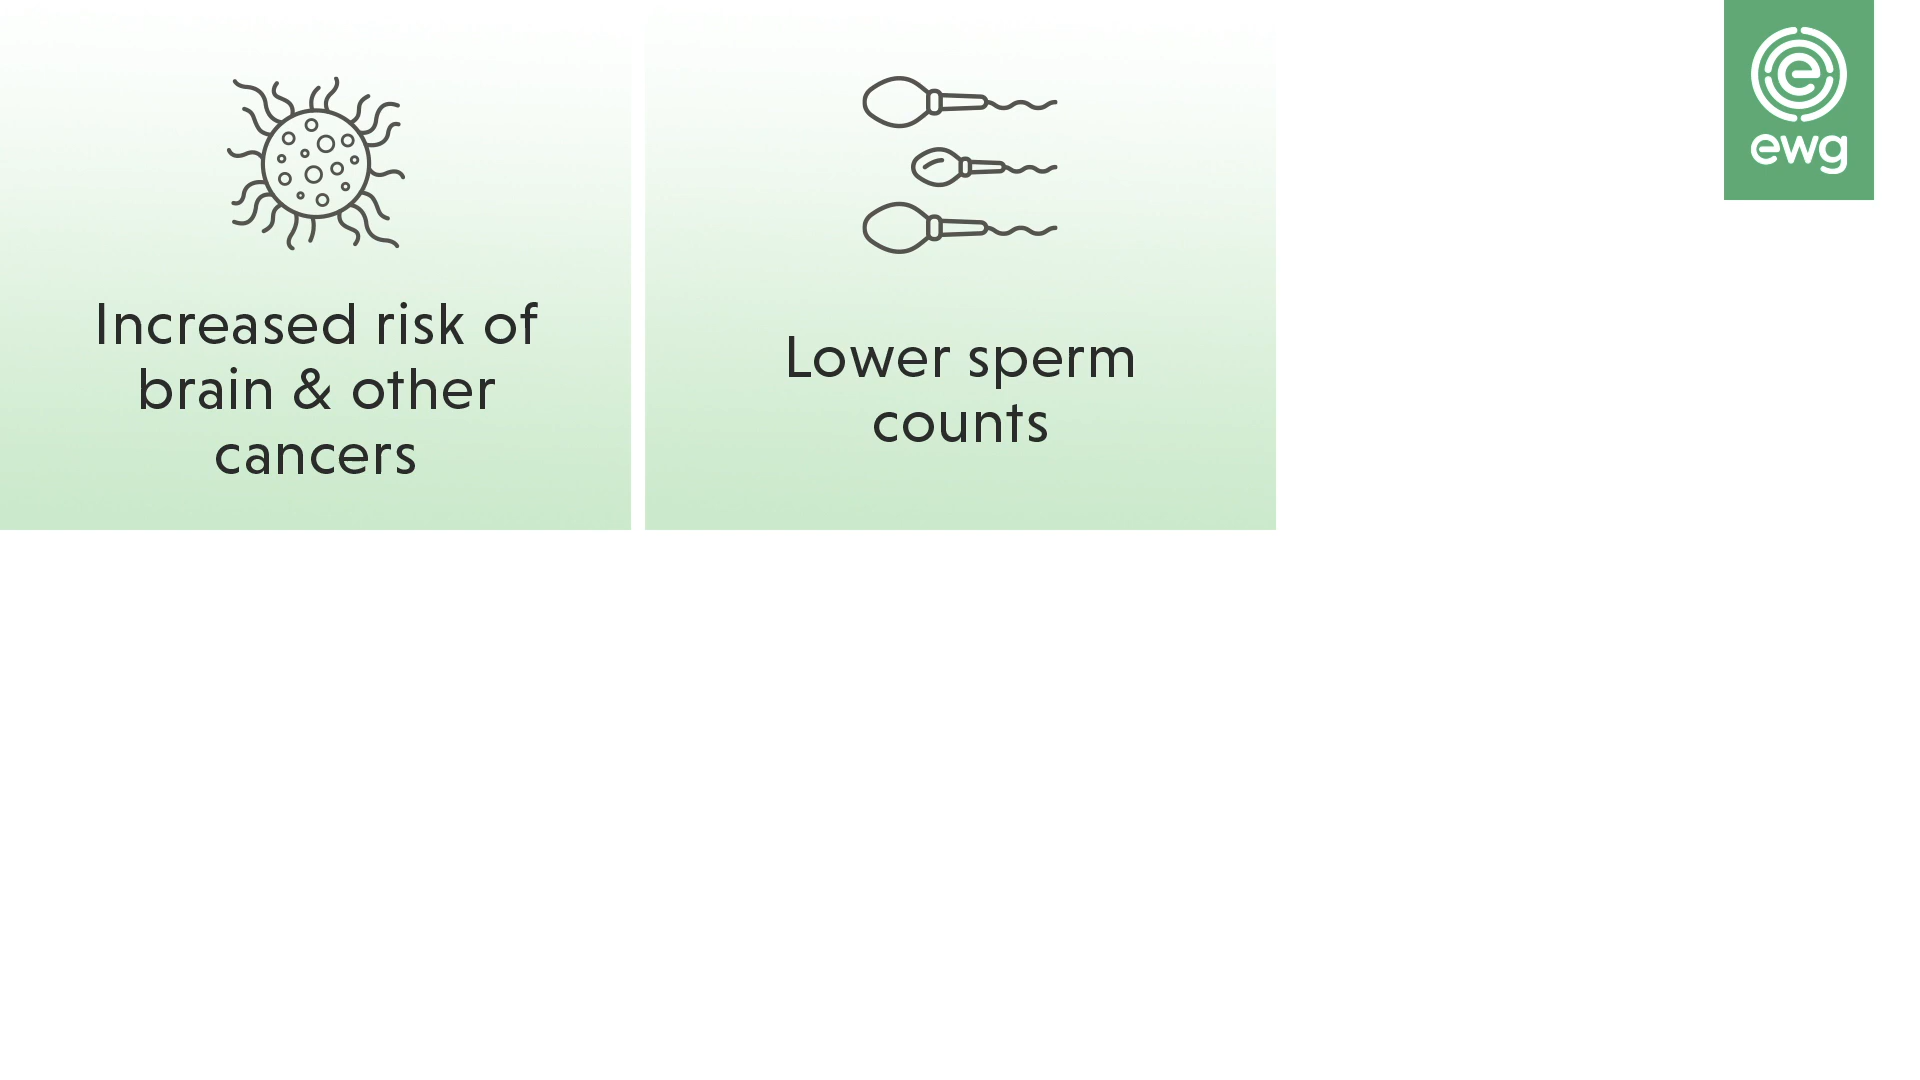 Increased risk of
brain & other
cancers
Lower sperm
counts
e
ewg